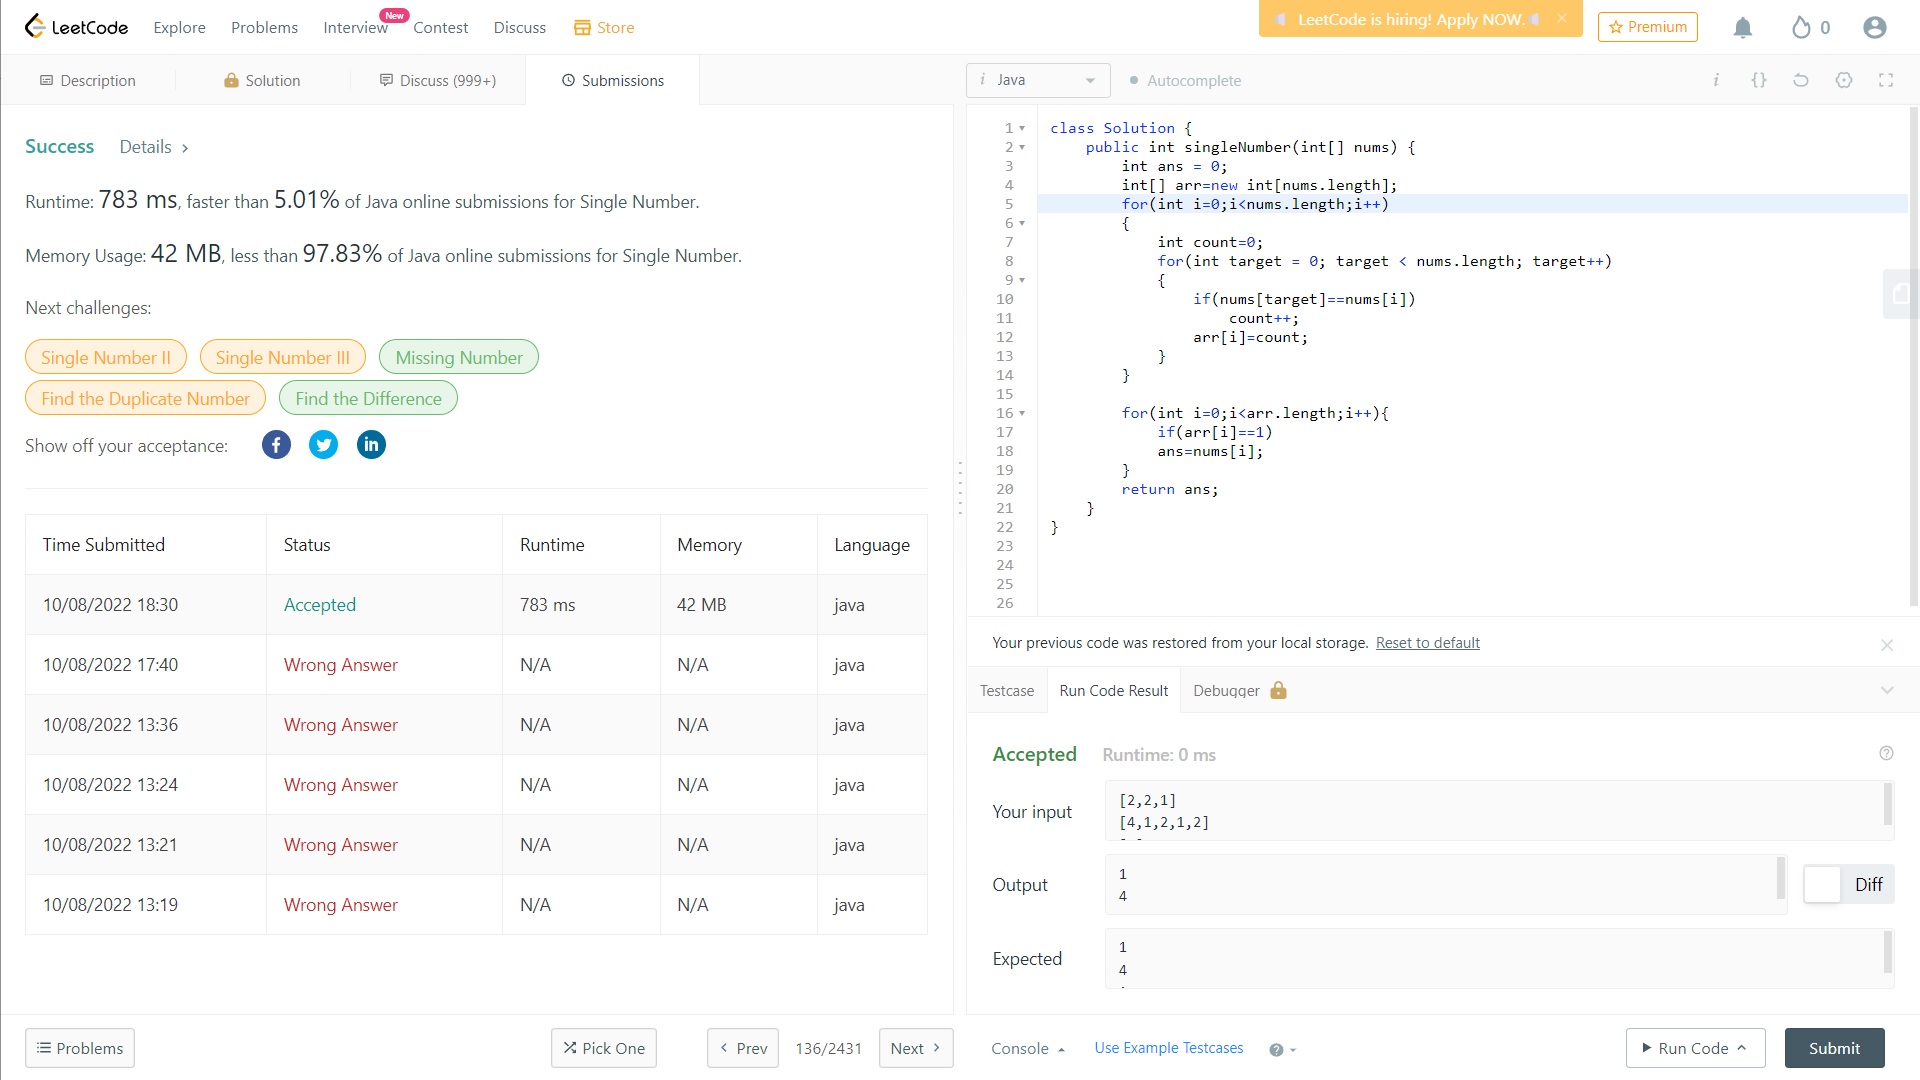 LeetCode Explore Problems Interview New Contest Discuss Store LeetCode is hiring! Apply NOW. Premium 0
Description Solution Discuss (999+) Submissions
Success Details
Runtime: 783 ms, faster than 5.01% of Java online submissions for Single Number.
Memory Usage: 42 MB, less than 97.83% of Java online submissions for Single Number.
Next challenges:
Single Number II Single Number III Missing Number
Find the Duplicate Number Find the Difference
Show off your acceptance:
Time Submitted Status Runtime Memory Language
10/08/2022 18:30 Accepted 783 ms 42 MB java
10/08/2022 17:40 Wrong Answer N/A N/A java
10/08/2022 13:36 Wrong Answer N/A N/A java
10/08/2022 13:24 Wrong Answer N/A N/A java
10/08/2022 13:21 Wrong Answer N/A N/A java
10/08/2022 13:19 Wrong Answer N/A N/A java
Problems Pick One Prev 136/2431 Next
i Java Autocomplete i {}
1 class Solution {
2 public int singleNumber(int[] nums) {
3 int ans = 0;
4 int[] arr=new int[nums.length];
5 for(int i=0;i<nums.length;i++)
6 {
7 int count=0;
8 for(int target = 0; target < nums.length; target++)
9 {
10 if(nums[target]==nums[i])
11 count++;
12 arr[i]=count;
13 }
14 }
15
16 for(int i=0;i<arr.length;i++){
17 if(arr[i]==1)
18 ans=nums[i];
19 }
20 return ans;
21 }
22 }
23
24
25
26
Your previous code was restored from your local storage. Reset to default
Testcase Run Code Result Debugger
Accepted Runtime: 0 ms
Your input
[2,2,1]
[4,1,2,1,2]
Output
1
4
Diff
Expected
1
4
Console Use Example Testcases Run Code Submit